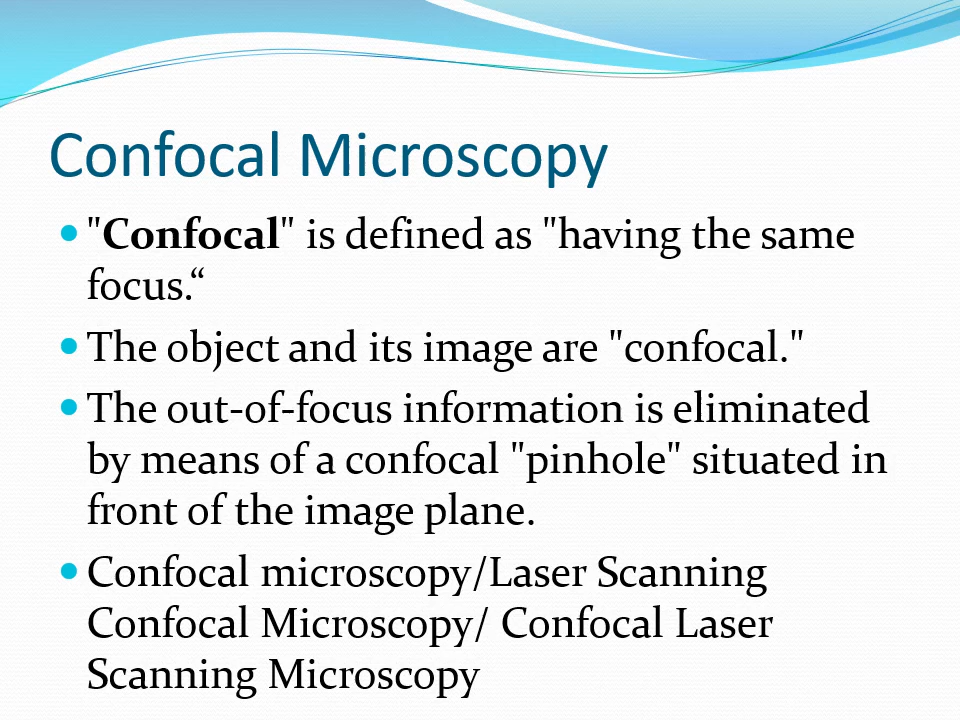 Confocal Microscopy
"Confocal" is defined as "having the same
focus.“
The object and its image are "confocal."
The out-of-focus information is eliminated
by means of a confocal "pinhole" situated in
front of the image plane.
Confocal microscopy/Laser Scanning
Confocal Microscopy/ Confocal Laser
Scanning Microscopy